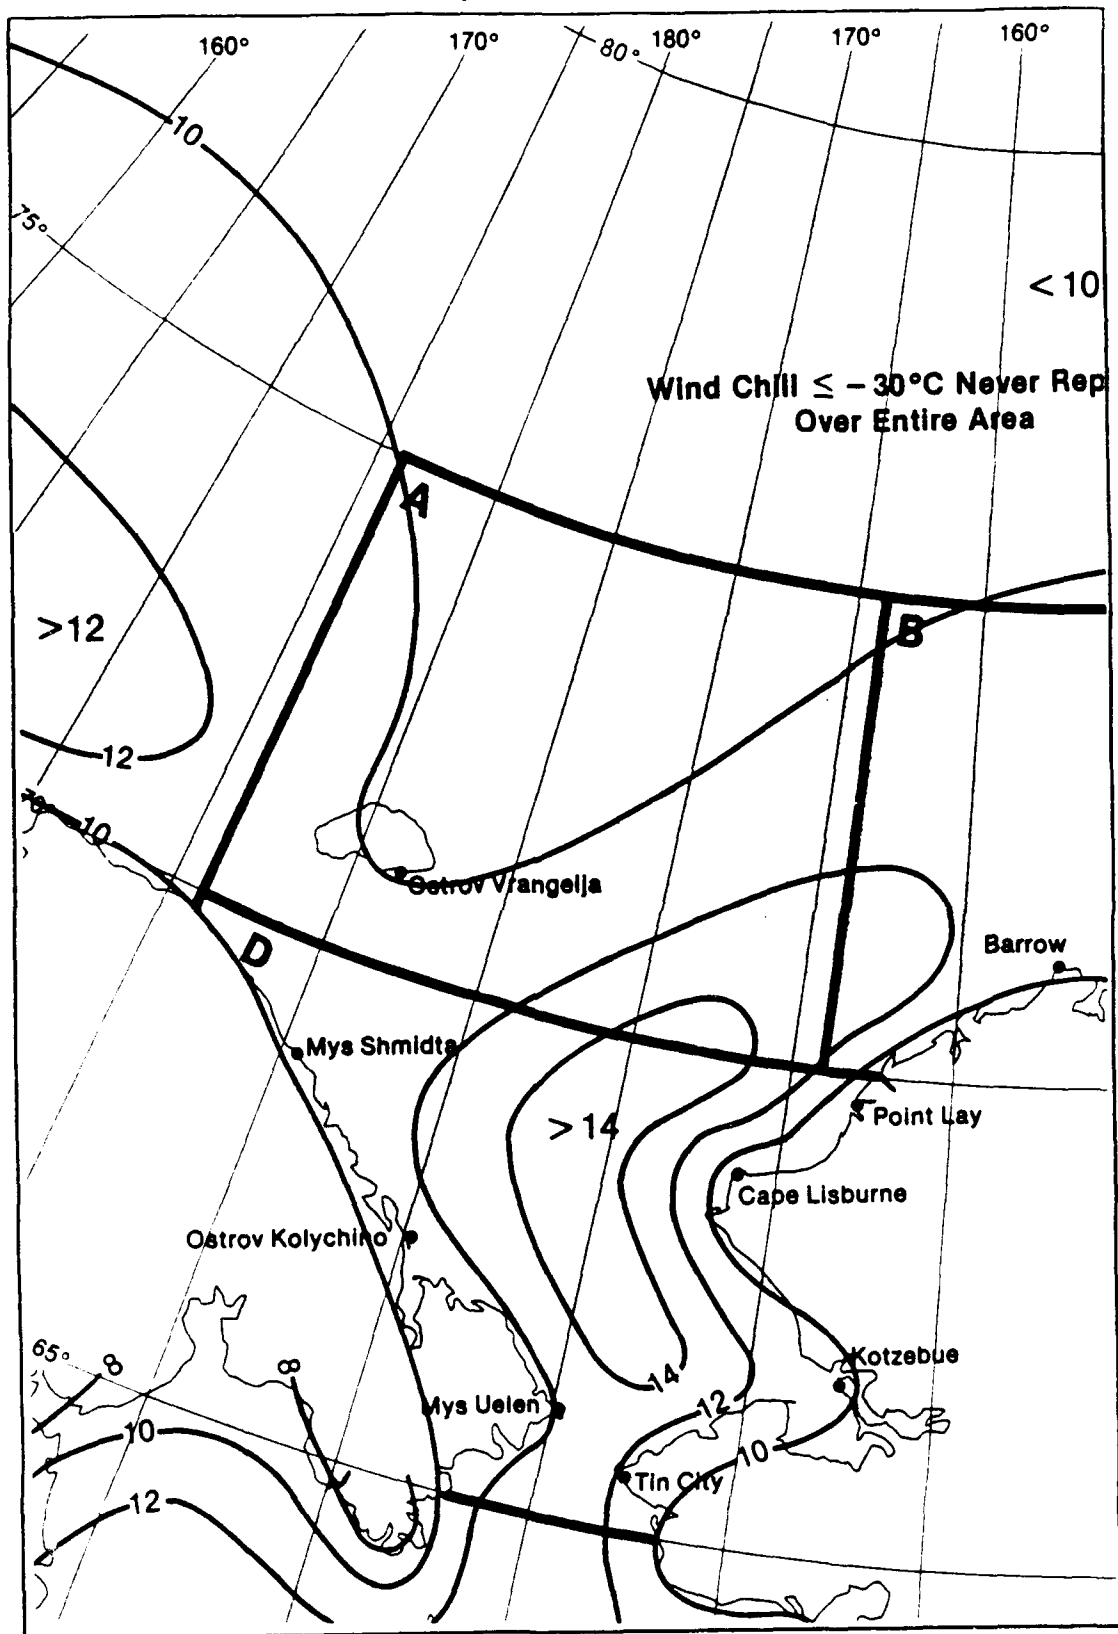 160°
170°
80°
180°
170°
160°
10
75°
< 10
Wind Chill ≤ – 30°C Never Rep
Over Entire Area
A
>12
B
12
70°
10
Ostrov Vrangelja
D
Barrow
Mys Shmidta
> 14
Point Lay
Cape Lisburne
Ostrov Kolychino
65°
8
8
Kotzebue
14
Mys Uelen
12
10
10
Tin City
12